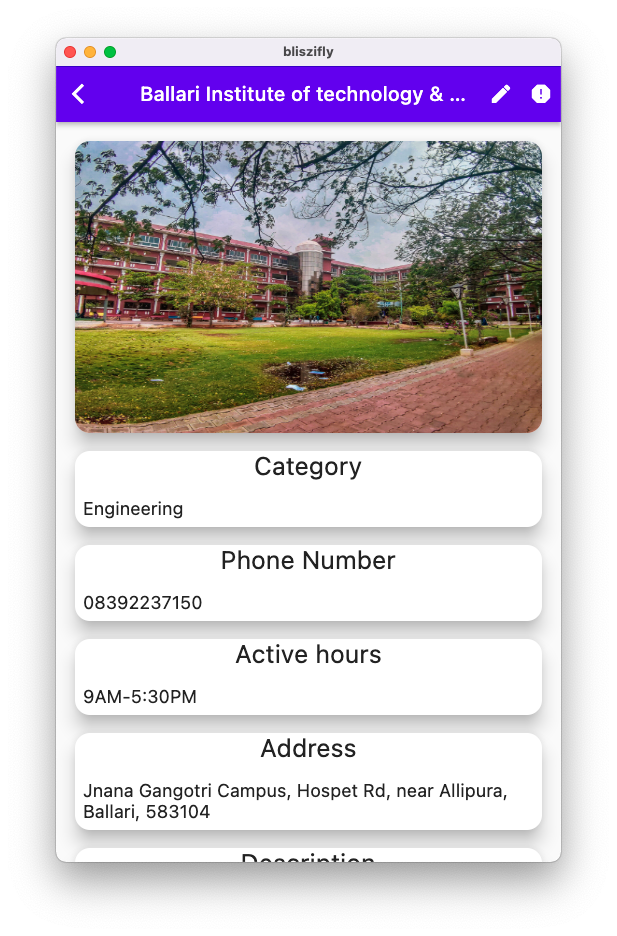 bliszifly
Ballari Institute of technology & ...
Category
Engineering
Phone Number
08392237150
Active hours
9AM-5:30PM
Address
Jnana Gangotri Campus, Hospet Rd, near Allipura,
Ballari, 583104
Description